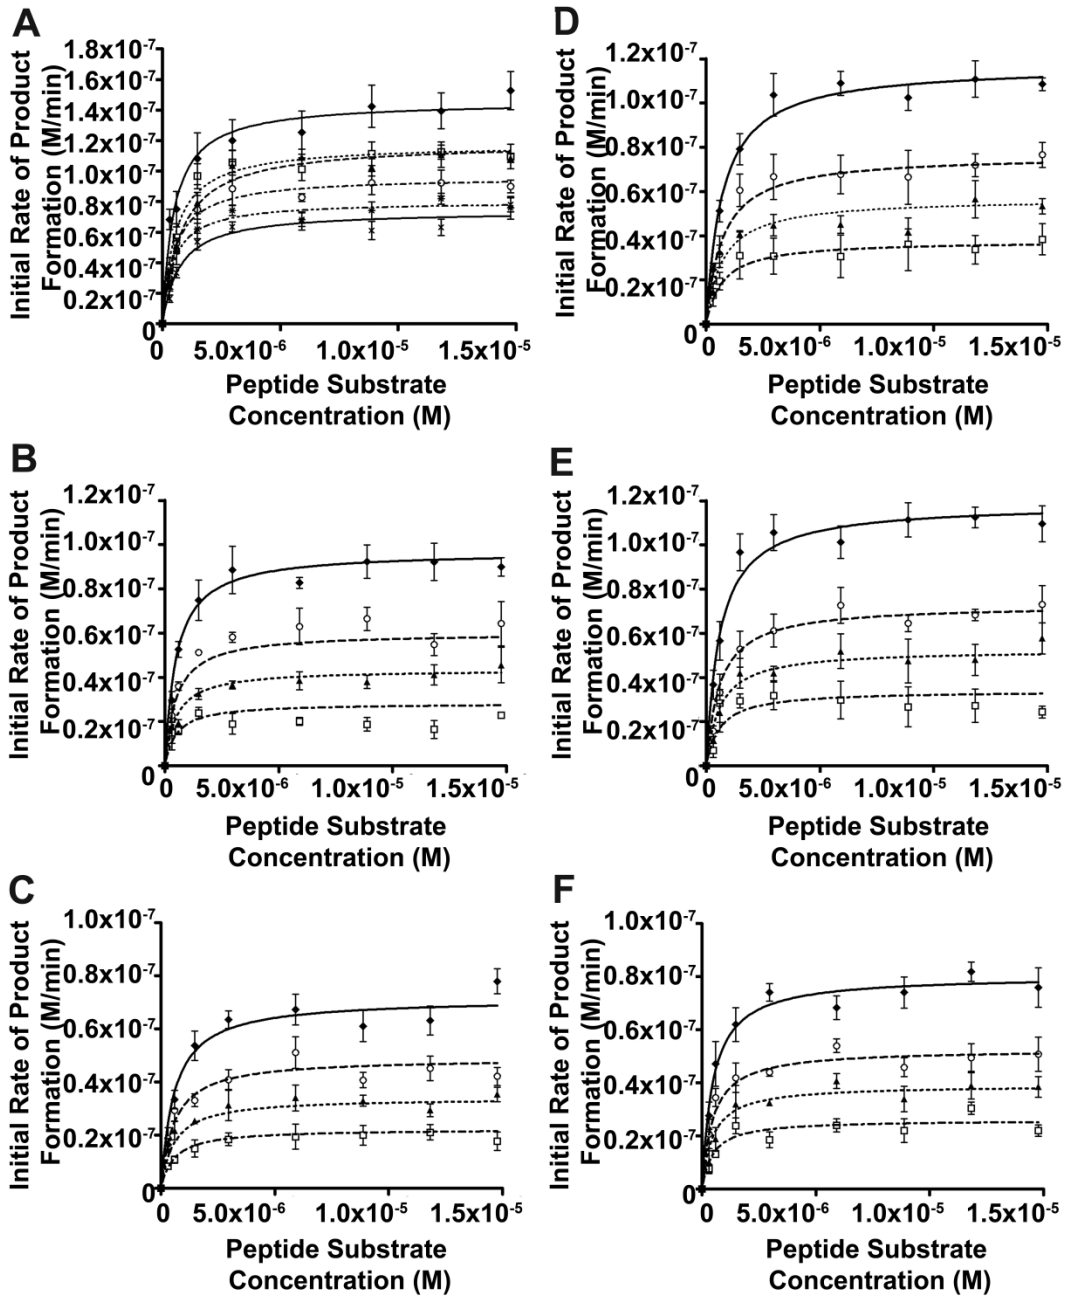 A
Initial Rate of Product
Formation (M/min)
1.8x10-7
1.6x10-7
1.4x10-7
1.2x10-7
1.0x10-7
0.8x10-7
0.6x10-7
0.4x10-7
0.2x10-7
0
0 5.0x10-6 1.0x10-5 1.5x10-5
Peptide Substrate
Concentration (M)
D
Initial Rate of Product
Formation (M/min)
1.2x10-7
1.0x10-7
0.8x10-7
0.6x10-7
0.4x10-7
0.2x10-7
0
0 5.0x10-6 1.0x10-5 1.5x10-5
Peptide Substrate
Concentration (M)
B
Initial Rate of Product
Formation (M/min)
1.2x10-7
1.0x10-7
0.8x10-7
0.6x10-7
0.4x10-7
0.2x10-7
0
0 5.0x10-6 1.0x10-5 1.5x10-5
Peptide Substrate
Concentration (M)
E
Initial Rate of Product
Formation (M/min)
1.2x10-7
1.0x10-7
0.8x10-7
0.6x10-7
0.4x10-7
0.2x10-7
0
0 5.0x10-6 1.0x10-5 1.5x10-5
Peptide Substrate
Concentration (M)
C
Initial Rate of Product
Formation (M/min)
1.0x10-7
0.8x10-7
0.6x10-7
0.4x10-7
0.2x10-7
0
0 5.0x10-6 1.0x10-5 1.5x10-5
Peptide Substrate
Concentration (M)
F
Initial Rate of Product
Formation (M/min)
1.0x10-7
0.8x10-7
0.6x10-7
0.4x10-7
0.2x10-7
0
0 5.0x10-6 1.0x10-5 1.5x10-5
Peptide Substrate
Concentration (M)